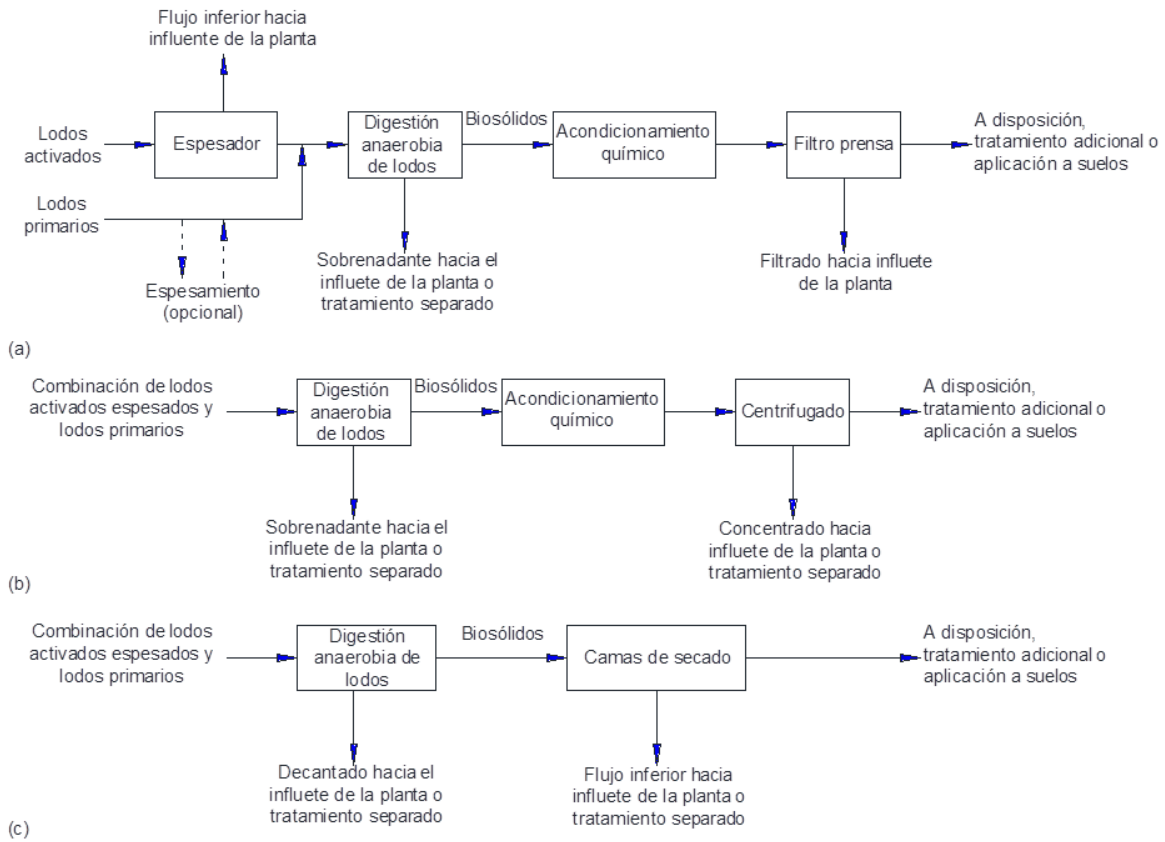 Flujo inferior hacia
influente de la planta
Lodos
activados
Espesador
Digestión
anaerobia
de lodos
Biosólidos
Acondicionamiento
químico
Filtro prensa
A disposición,
tratamiento adicional o
aplicación a suelos
Lodos
primarios
Espesamiento
(opcional)
Sobrenadante hacia el
influete de la planta o
tratamiento separado
Filtrado hacia influete
de la planta
(a)
Combinación de lodos
activados espesados y
lodos primarios
Digestión
anaerobia
de lodos
Biosólidos
Acondicionamiento
químico
Centrifugado
A disposición,
tratamiento adicional o
aplicación a suelos
Sobrenadante hacia el
influete de la planta o
tratamiento separado
Concentrado hacia
influete de la planta o
tratamiento separado
(b)
Combinación de lodos
activados espesados y
lodos primarios
Digestión
anaerobia de
lodos
Biosólidos
Camas de secado
A disposición,
tratamiento adicional o
aplicación a suelos
Decantado hacia el
influete de la planta o
tratamiento separado
Flujo inferior hacia
influete de la planta o
tratamiento separado
(c)